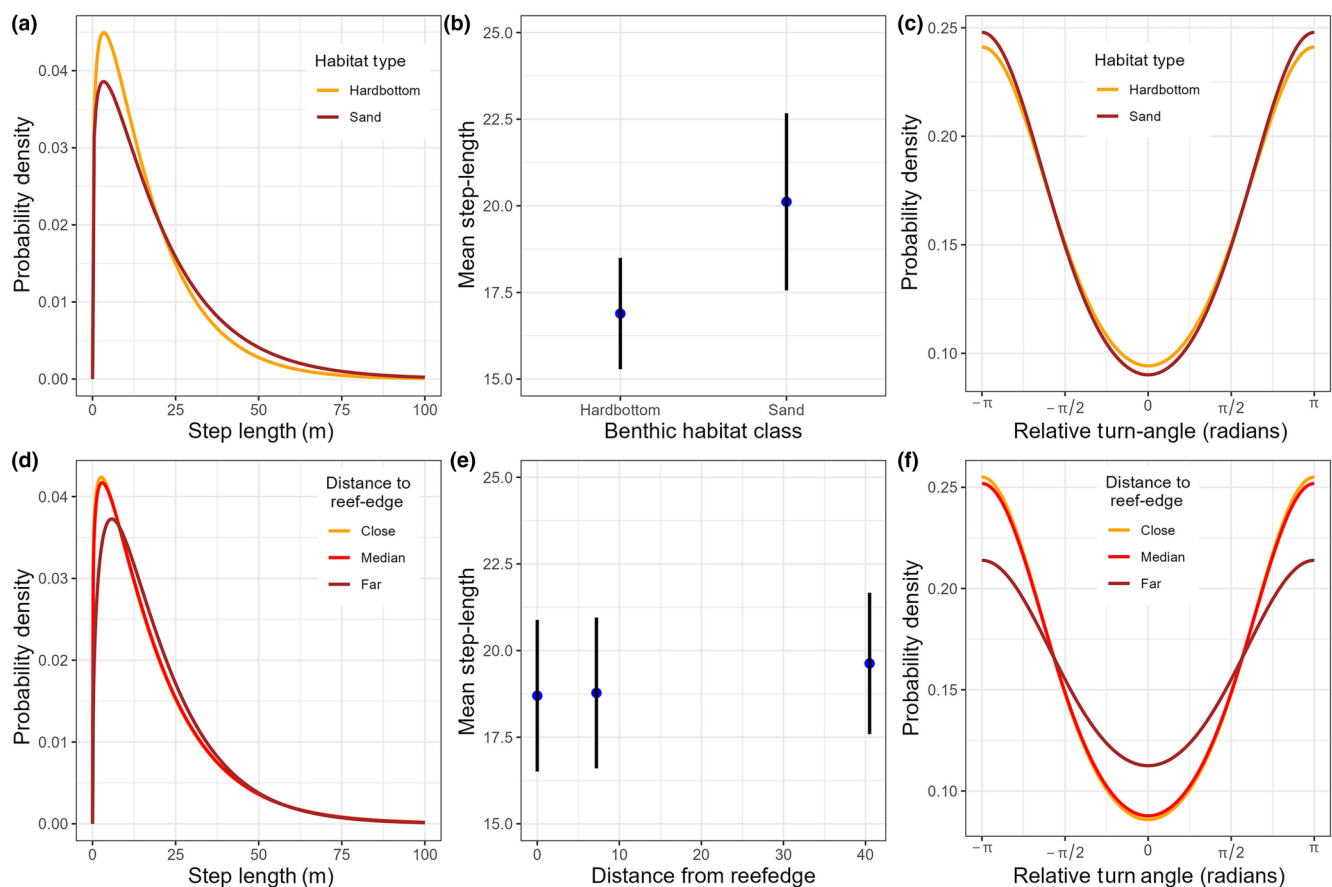 (a)
Probability density
0.04
0.03
0.02
0.01
0.00
Habitat type
Hardbottom
Sand
0
25
50
75
100
Step length (m)
(b)
Mean step-length
25.0
22.5
20.0
17.5
15.0
Hardbottom
Sand
Benthic habitat class
(c)
Probability density
0.25
0.20
0.15
0.10
Habitat type
Hardbottom
Sand
−π
−π/2
0
π/2
π
Relative turn-angle (radians)
(d)
Probability density
0.04
0.03
0.02
0.01
0.00
Distance to
reef-edge
Close
Median
Far
0
25
50
75
100
Step length (m)
(e)
Mean step-length
25.0
22.5
20.0
17.5
15.0
0
10
20
30
40
Distance from reefedge
(f)
Probability density
0.25
0.20
0.15
0.10
Distance to
reef-edge
Close
Median
Far
−π
−π/2
0
π/2
π
Relative turn angle (radians)